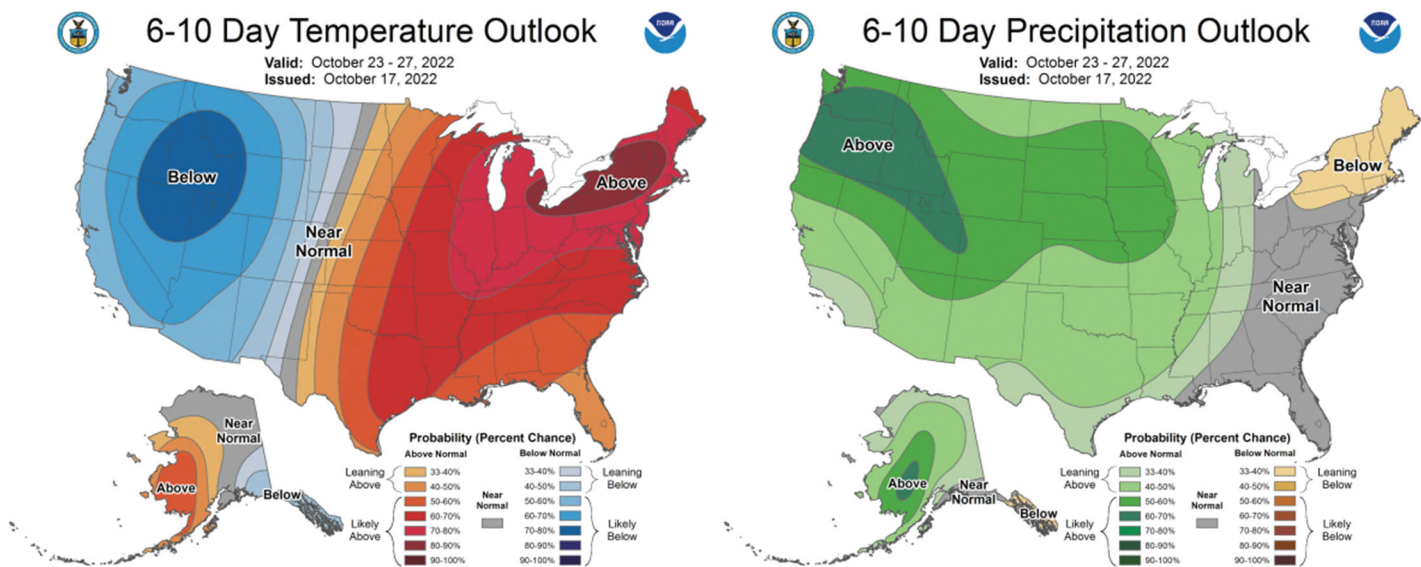 6-10 Day Temperature Outlook
Valid: October 23 - 27, 2022
Issued: October 17, 2022
Below
Near
Normal
Above
Near
Normal
Above
Below
Probability (Percent Chance)
Above Normal
Below Normal
Leaning
Above
Likely
Above
33-40%
40-50%
50-60%
60-70%
70-80%
80-90%
90-100%
Near
Normal
33-40%
40-50%
50-60%
60-70%
70-80%
80-90%
90-100%
Leaning
Below
Likely
Below
NOAA
6-10 Day Precipitation Outlook
Valid: October 23 - 27, 2022
Issued: October 17, 2022
Above
Below
Near
Normal
Above
Near
Normal
Below
Probability (Percent Chance)
Above Normal
Below Normal
Leaning
Above
Likely
Above
33-40%
40-50%
50-60%
60-70%
70-80%
80-90%
90-100%
Near
Normal
33-40%
40-50%
50-60%
60-70%
70-80%
80-90%
90-100%
Leaning
Below
Likely
Below
NOAA